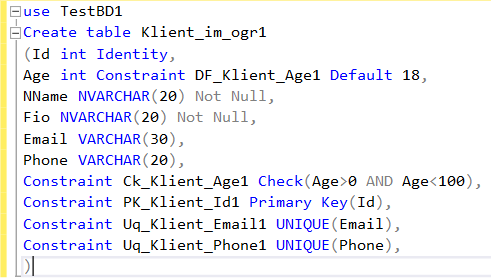 use TestBD1
Create table Klient_im_ogr1
(Id int Identity,
Age int Constraint DF_Klient_Age1 Default 18,
NName NVARCHAR(20) Not Null,
Fio NVARCHAR(20) Not Null,
Email VARCHAR(30),
Phone VARCHAR(20),
Constraint Ck_Klient_Age1 Check(Age>0 AND Age<100),
Constraint PK_Klient_Id1 Primary Key(Id),
Constraint Uq_Klient_Email1 UNIQUE(Email),
Constraint Uq_Klient_Phone1 UNIQUE(Phone),
)